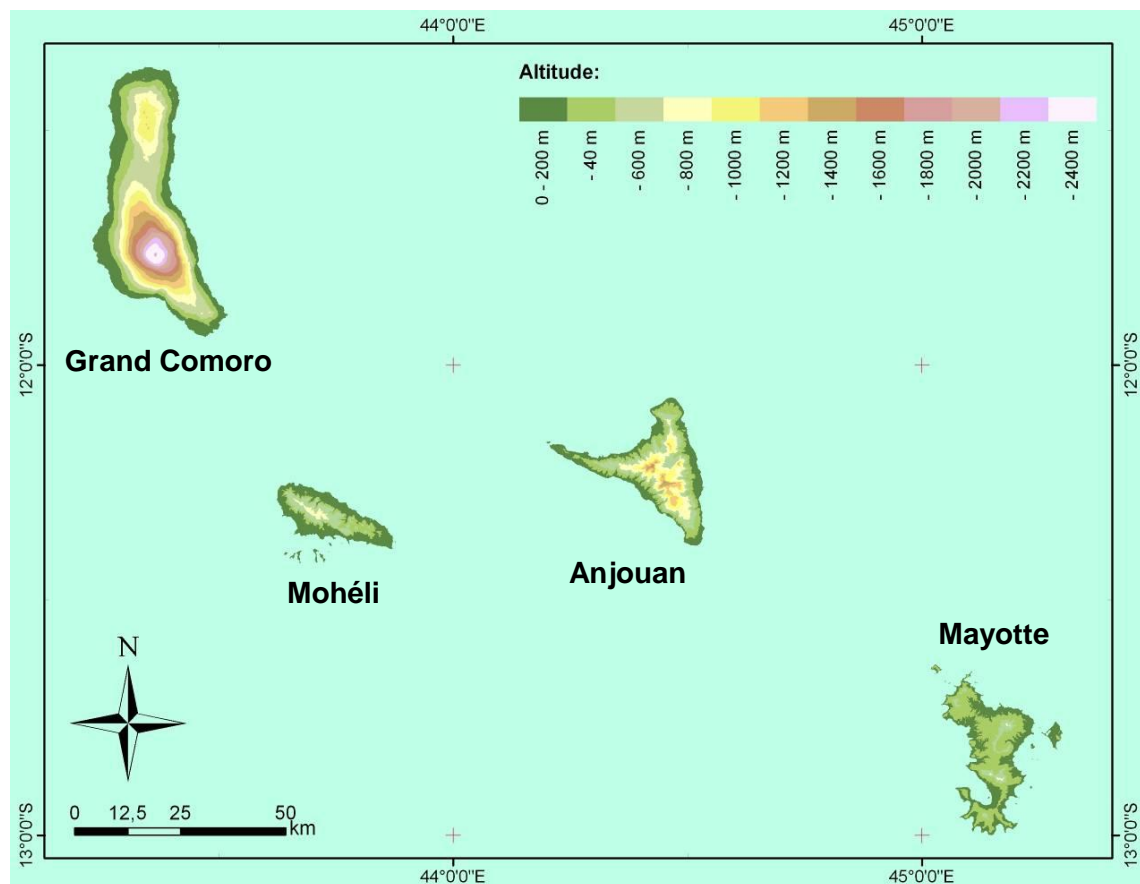 44°0'0"E
45°0'0"E
Altitude:
0 - 200 m
- 40 m
- 600 m
- 800 m
- 1000 m
- 1200 m
- 1400 m
- 1600 m
- 1800 m
- 2000 m
- 2200 m
- 2400 m
12°0'0"S
12°0'0"S
Grand Comoro
Mohéli
Anjouan
Mayotte
N
0 12,5 25 50
km
13°0'0"S
13°0'0"S
44°0'0"E
45°0'0"E